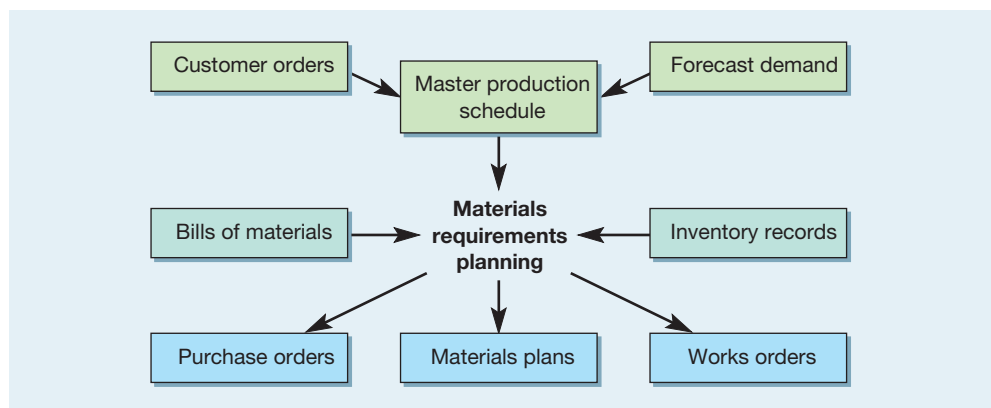 Customer orders
Master production
schedule
Forecast demand
Bills of materials
Materials
requirements
planning
Inventory records
Purchase orders
Materials plans
Works orders